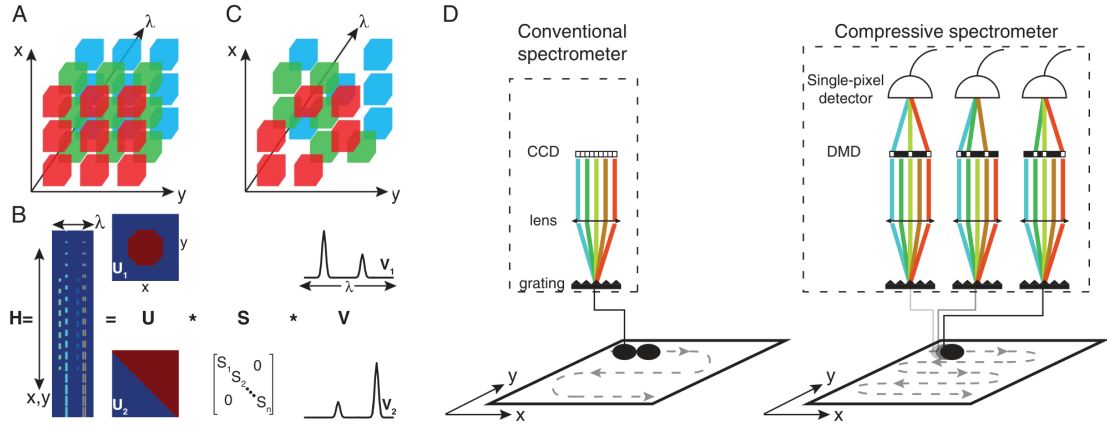 A
x
λ
y
C
x
λ
y
B
λ
H=
x,y
U₁
y
x
= U * S * V
U₂
S₁ 0
S₂
0 Sₙ
V₁
λ
V₂
D
Conventional
spectrometer
CCD
lens
grating
y
x
Compressive spectrometer
Single-pixel
detector
DMD
y
x